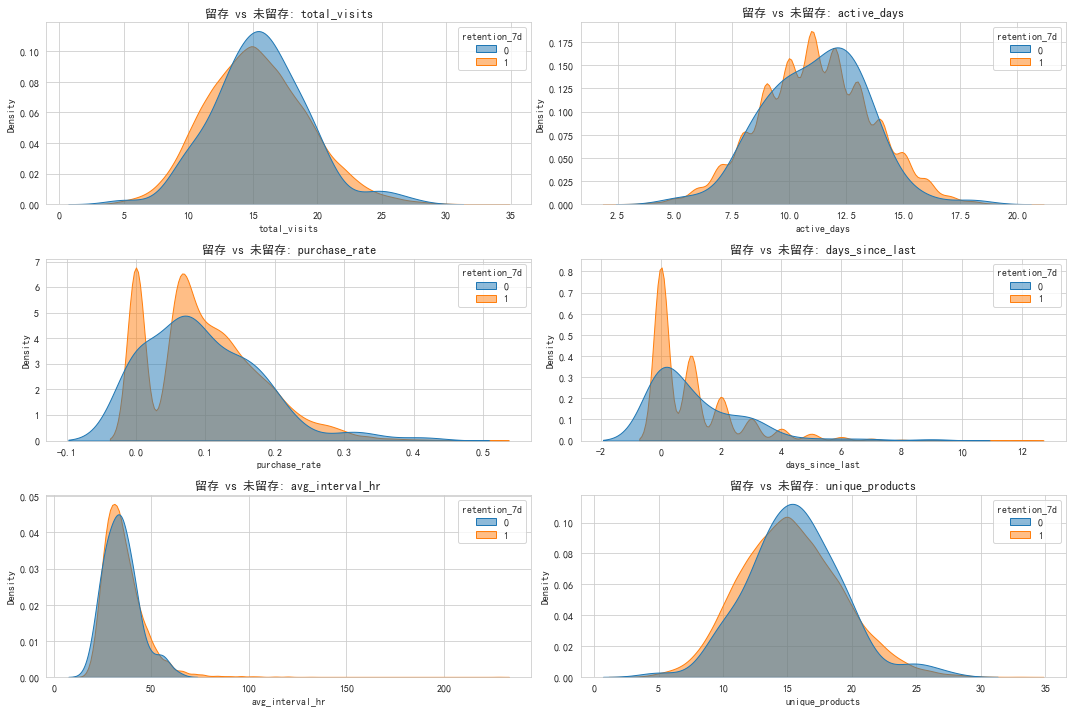 留存 vs 未留存: total_visits
retention_7d
0
1
Density
0.10
0.08
0.06
0.04
0.02
0.00
0 5 10 15 20 25 30 35
total_visits
留存 vs 未留存: active_days
retention_7d
0
1
Density
0.175
0.150
0.125
0.100
0.075
0.050
0.025
0.000
2.5 5.0 7.5 10.0 12.5 15.0 17.5 20.0
active_days
留存 vs 未留存: purchase_rate
retention_7d
0
1
Density
7
6
5
4
3
2
1
0
−0.1 0.0 0.1 0.2 0.3 0.4 0.5
purchase_rate
留存 vs 未留存: days_since_last
retention_7d
0
1
Density
0.8
0.7
0.6
0.5
0.4
0.3
0.2
0.1
0.0
−2 0 2 4 6 8 10 12
days_since_last
留存 vs 未留存: avg_interval_hr
retention_7d
0
1
Density
0.05
0.04
0.03
0.02
0.01
0.00
0 50 100 150 200
avg_interval_hr
留存 vs 未留存: unique_products
retention_7d
0
1
Density
0.10
0.08
0.06
0.04
0.02
0.00
0 5 10 15 20 25 30 35
unique_products